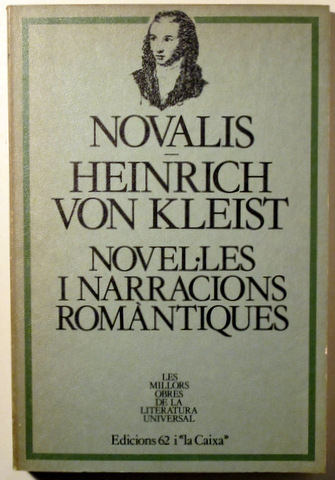 NOVALIS
HEINRICH
VON KLEIST
NOVEL·LES
I NARRACIONS
ROMÀNTIQUES
LES
MILLORS
OBRES
DE LA
LITERATURA
UNIVERSAL
Edicions 62 i "la Caixa"